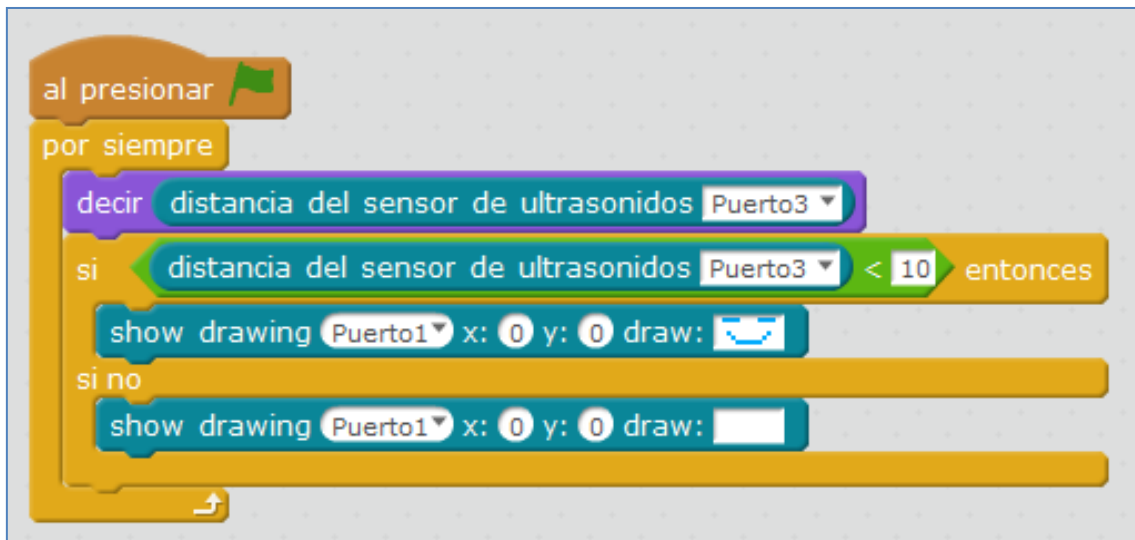 al presionar
por siempre
decir distancia del sensor de ultrasonidos Puerto3
si distancia del sensor de ultrasonidos Puerto3 < 10 entonces
show drawing Puerto1 x: 0 y: 0 draw:
si no
show drawing Puerto1 x: 0 y: 0 draw: